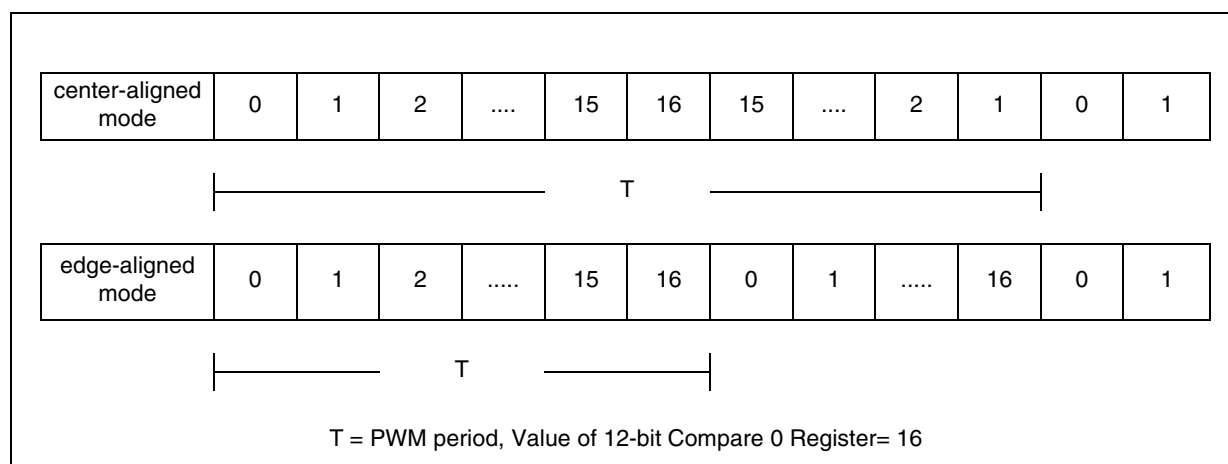 center-aligned
mode 0 1 2 .... 15 16 15 .... 2 1 0 1
T
edge-aligned
mode 0 1 2 ..... 15 16 0 1 ..... 16 0 1
T
T = PWM period, Value of 12-bit Compare 0 Register= 16